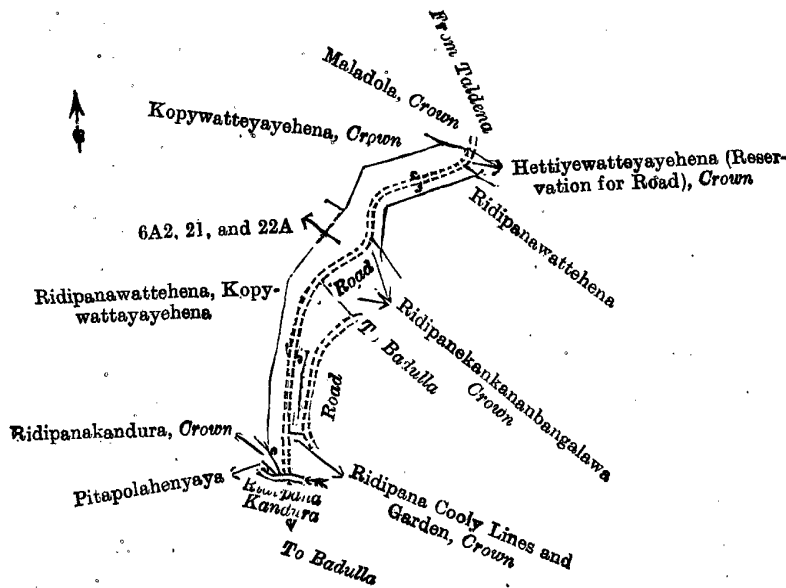 From Taldena
Maladola, Crown
Kopywatteyayehena, Crown
Hettiyewatteyayehena (Reser-
vation for Road), Crown
6A2, 21, and 22A
Ridipanawattehena
Road
Ridipanawattehena, Kopy-
wattayayehena
Ridipanekankananbangalawa
Crown
To Badulla
Road
Ridipanakandura, Crown
Pitapolahenyaya
Kandura
Ridipana Cooly Lines and
Garden, Crown
To Badulla